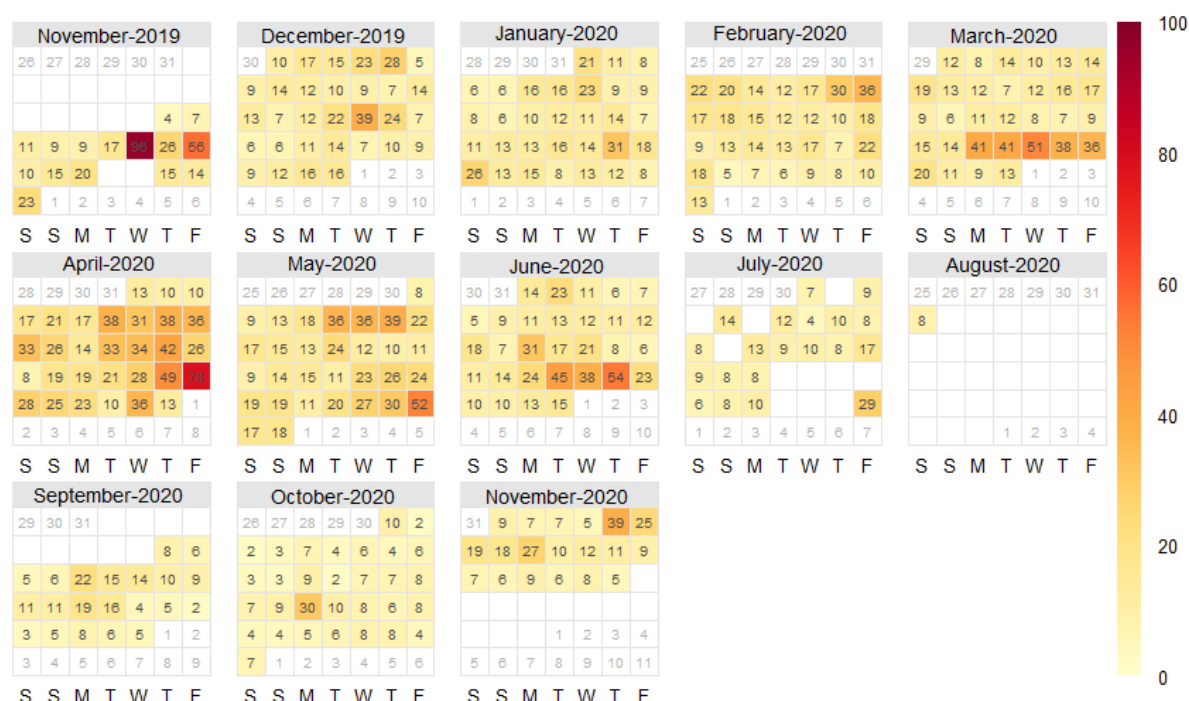 November-2019
26 27 28 29 30 31
4 7
11 9 9 17 96 26 56
10 15 20 15 14
23 1 2 3 4 5 6
S S M T W T F
December-2019
30 10 17 15 23 28 5
9 14 12 10 9 7 14
13 7 12 22 39 24 7
6 6 11 14 7 10 9
9 12 16 16 1 2 3
4 5 6 7 8 9 10
S S M T W T F
January-2020
28 29 30 31 21 11 8
6 6 16 16 23 9 9
8 6 10 12 11 14 7
11 13 13 16 14 31 18
26 13 15 8 13 12 8
1 2 3 4 5 6 7
S S M T W T F
February-2020
25 26 27 28 29 30 31
22 20 14 12 17 30 36
17 18 15 12 12 10 18
9 13 14 13 17 7 22
18 5 7 6 9 8 10
13 1 2 3 4 5 6
S S M T W T F
March-2020
29 12 8 14 10 13 14
19 13 12 7 12 16 17
9 6 11 12 8 7 9
15 14 41 41 51 38 36
20 11 9 13 1 2 3
4 5 6 7 8 9 10
S S M T W T F
April-2020
28 29 30 31 13 10 10
17 21 17 38 31 38 36
33 26 14 33 34 42 26
8 19 19 21 28 49 78
28 25 23 10 36 13 1
2 3 4 5 6 7 8
S S M T W T F
May-2020
25 26 27 28 29 30 8
9 13 18 36 36 39 22
17 15 13 24 12 10 11
9 14 15 11 23 26 24
19 19 11 20 27 30 52
17 18 1 2 3 4 5
S S M T W T F
June-2020
30 31 14 23 11 6 7
5 9 11 13 12 11 12
18 7 31 17 21 8 6
11 14 24 45 38 54 23
10 10 13 15 1 2 3
4 5 6 7 8 9 10
S S M T W T F
July-2020
27 28 29 30 7 9
14 12 4 10 8
8 13 9 10 8 17
9 8 8
6 8 10 29
1 2 3 4 5 6 7
S S M T W T F
August-2020
25 26 27 28 29 30 31
8
1 2 3 4
S S M T W T F
September-2020
29 30 31
8 6
5 6 22 15 14 10 9
11 11 19 16 4 5 2
3 5 8 6 5 1 2
3 4 5 6 7 8 9
S S M T W T F
October-2020
26 27 28 29 30 10 2
2 3 7 4 6 4 6
3 3 9 2 7 7 8
7 9 30 10 8 6 8
4 4 5 6 8 8 4
7 1 2 3 4 5 6
S S M T W T F
November-2020
31 9 7 7 5 39 25
19 18 27 10 12 11 9
7 6 9 6 8 5
1 2 3 4
5 6 7 8 9 10 11
S S M T W T F
100
80
60
40
20
0